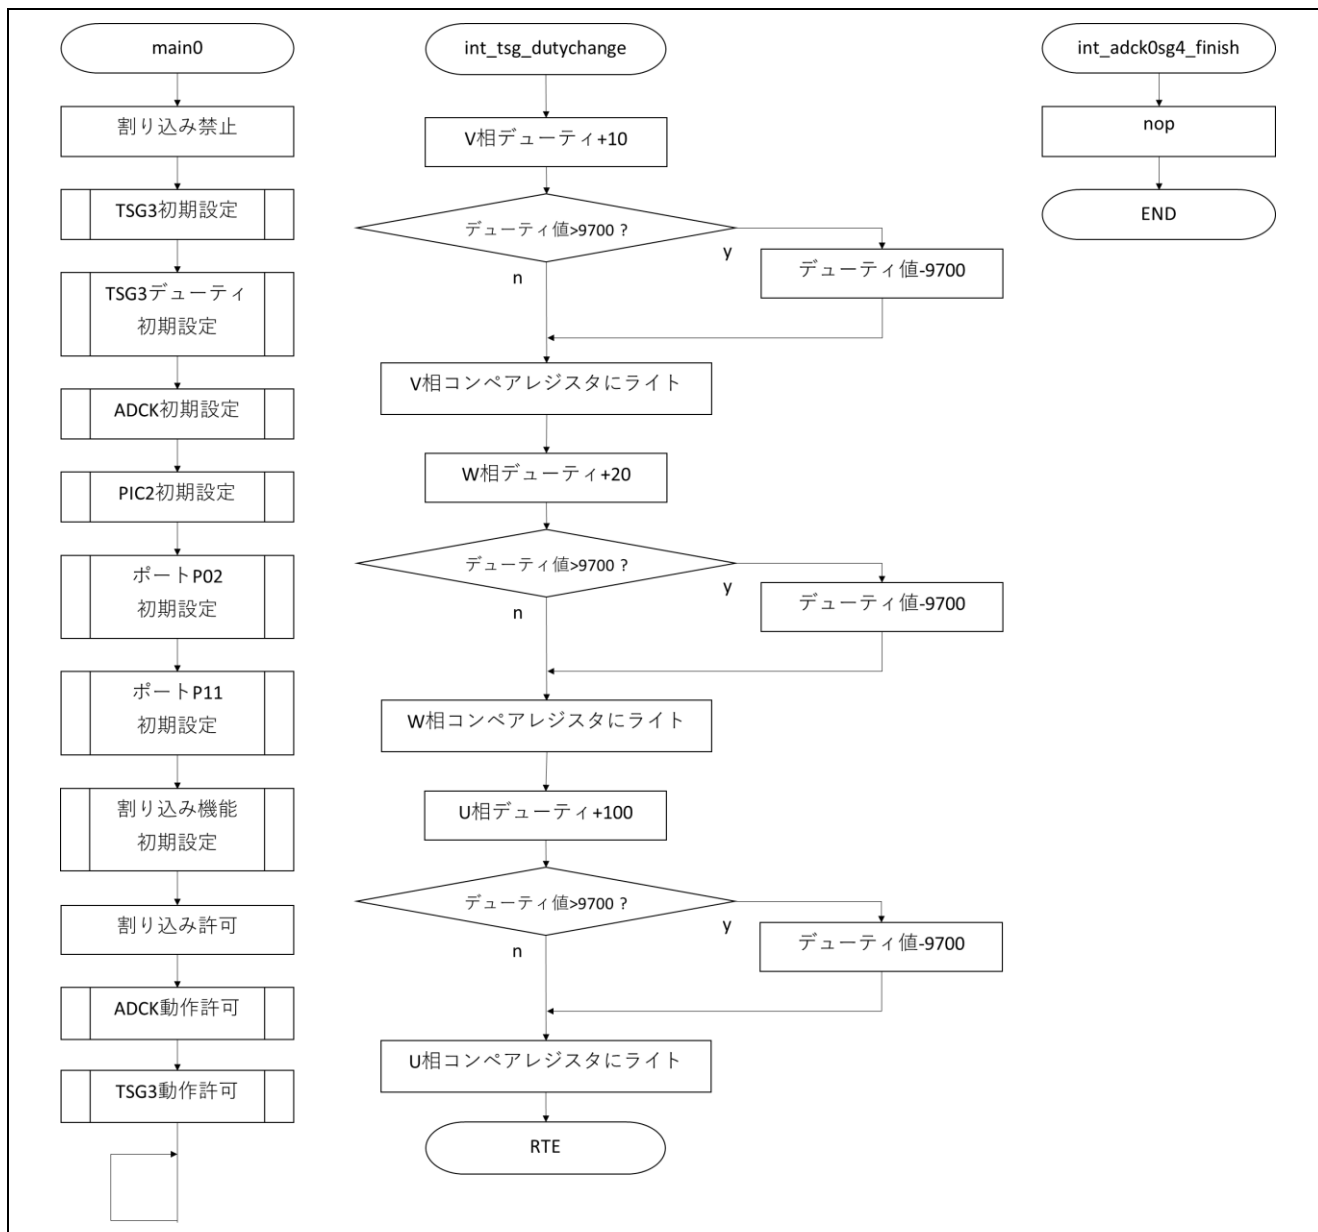 main0
割り込み禁止
TSG3初期設定
TSG3デューティ
初期設定
ADCK初期設定
PIC2初期設定
ポートP02
初期設定
ポートP11
初期設定
割り込み機能
初期設定
割り込み許可
ADCK動作許可
TSG3動作許可
int_tsg_dutychange
V相デューティ+10
デューティ値>9700 ?
y
n
デューティ値-9700
V相コンペアレジスタにライト
W相デューティ+20
デューティ値>9700 ?
y
n
デューティ値-9700
W相コンペアレジスタにライト
U相デューティ+100
デューティ値>9700 ?
y
n
デューティ値-9700
U相コンペアレジスタにライト
RTE
int_adck0sg4_finish
nop
END